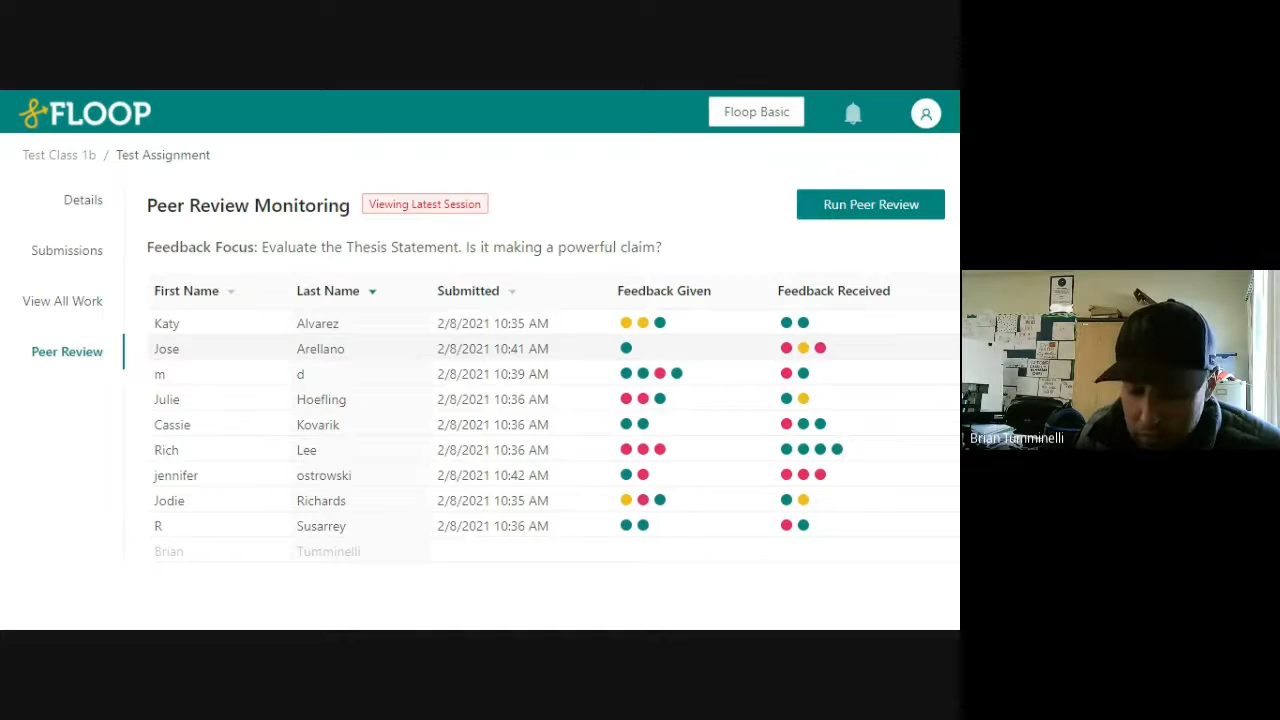 FLOOP
Floop Basic
Test Class 1b / Test Assignment
Details
Submissions
View All Work
Peer Review
Peer Review Monitoring
Viewing Latest Session
Run Peer Review
Feedback Focus: Evaluate the Thesis Statement. Is it making a powerful claim?
First Name Last Name Submitted Feedback Given Feedback Received
Katy Alvarez 2/8/2021 10:35 AM
Jose Arellano 2/8/2021 10:41 AM
m d 2/8/2021 10:39 AM
Julie Hoefling 2/8/2021 10:36 AM
Cassie Kovarik 2/8/2021 10:36 AM
Rich Lee 2/8/2021 10:36 AM
jennifer ostrowski 2/8/2021 10:42 AM
Jodie Richards 2/8/2021 10:35 AM
R Susarrey 2/8/2021 10:36 AM
Brian Tumminelli
Brian Tumminelli